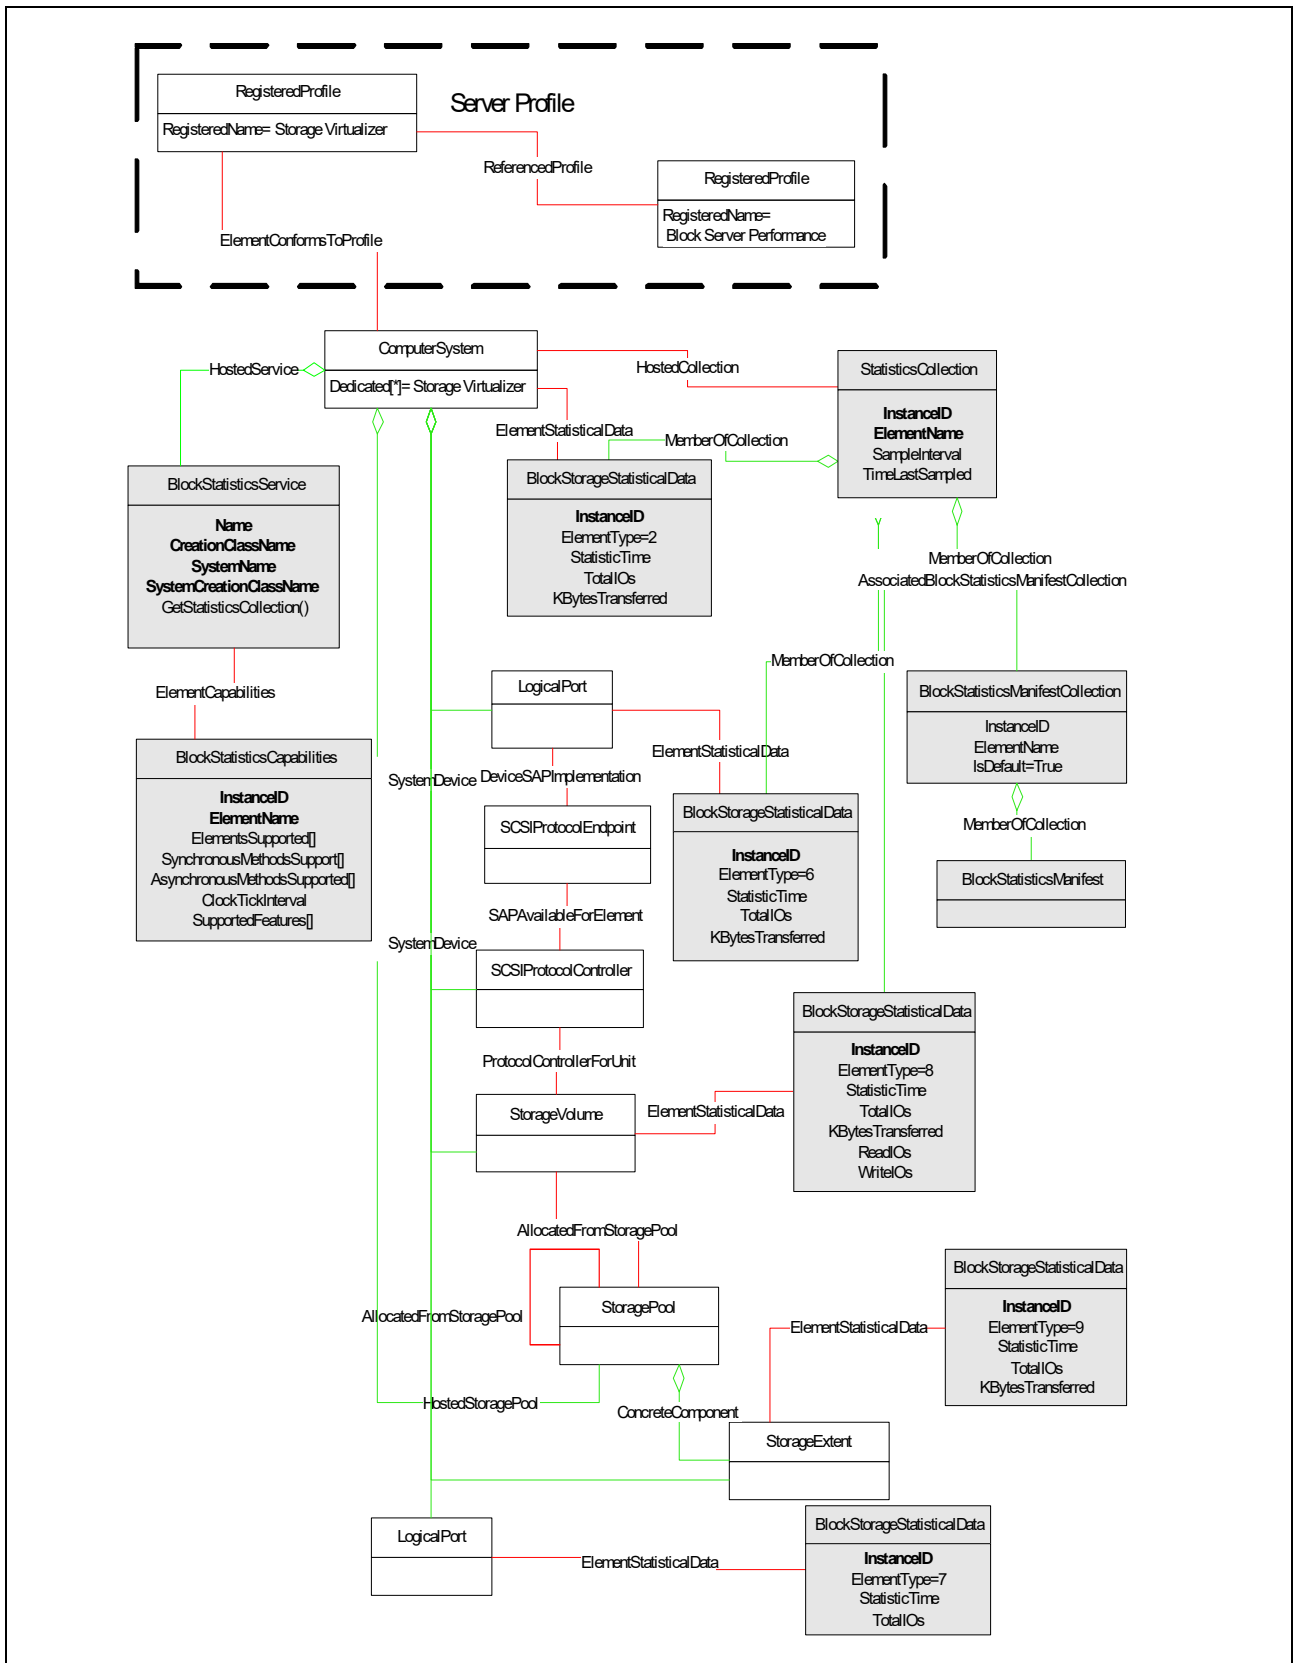 RegisteredProfile
RegisteredName= Storage Virtualizer
Server Profile
ReferencedProfile
RegisteredProfile
RegisteredName=
Block Server Performance
ElementConformsToProfile
ComputerSystem
Dedicated[*]= Storage Virtualizer
HostedService
HostedCollection
StatisticsCollection
InstanceID
ElementName
SampleInterval
TimeLastSampled
ElementStatisticalData
MemberOfCollection
BlockStatisticsService
Name
CreationClassName
SystemName
SystemCreationClassName
GetStatisticsCollection()
BlockStorageStatisticalData
InstanceID
ElementType=2
StatisticTime
TotalIOs
KBytesTransferred
MemberOfCollection
AssociatedBlockStatisticsManifestCollection
ElementCapabilities
LogicalPort
MemberOfCollection
BlockStatisticsManifestCollection
InstanceID
ElementName
IsDefault=True
BlockStatisticsCapabilities
InstanceID
ElementName
ElementsSupported[]
SynchronousMethodsSupport[]
AsynchronousMethodsSupported[]
ClockTickInterval
SupportedFeatures[]
ElementStatisticalData
SystemDevice
DeviceSAPImplementation
SCSIProtocolEndpoint
BlockStorageStatisticalData
InstanceID
ElementType=6
StatisticTime
TotalIOs
KBytesTransferred
MemberOfCollection
BlockStatisticsManifest
SAPAvailableForElement
SystemDevice
SCSIProtocolController
BlockStorageStatisticalData
InstanceID
ElementType=8
StatisticTime
TotalIOs
KBytesTransferred
ReadIOs
WriteIOs
ProtocolControllerForUnit
StorageVolume
ElementStatisticalData
AllocatedFromStoragePool
StoragePool
AllocatedFromStoragePool
BlockStorageStatisticalData
InstanceID
ElementType=9
StatisticTime
TotalIOs
KBytesTransferred
ElementStatisticalData
HostedStoragePool
ConcreteComponent
StorageExtent
LogicalPort
ElementStatisticalData
BlockStorageStatisticalData
InstanceID
ElementType=7
StatisticTime
TotalIOs